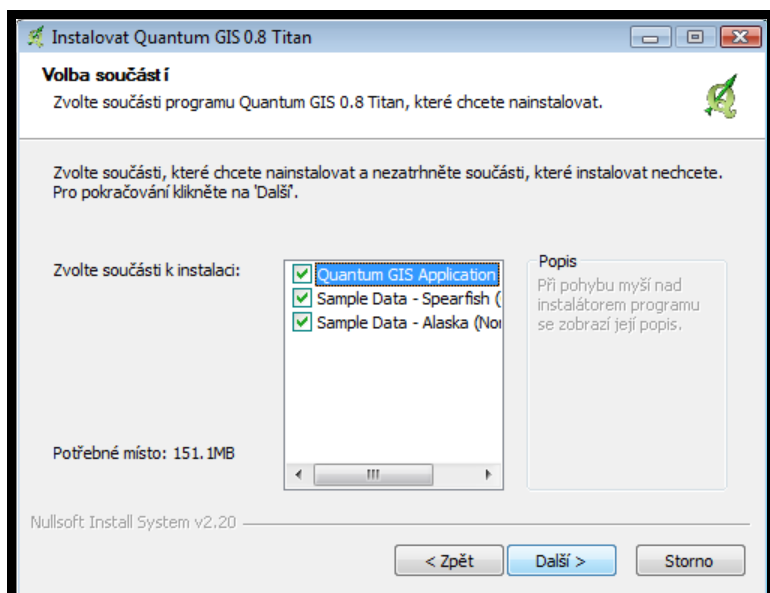 Instalovat Quantum GIS 0.8 Titan
Volba součástí
Zvolte součásti programu Quantum GIS 0.8 Titan, které chcete nainstalovat.
Zvolte součásti, které chcete nainstalovat a nezatrhněte součásti, které instalovat nechcete.
Pro pokračování klikněte na 'Další'.
Zvolte součásti k instalaci:
Quantum GIS Application
Sample Data - Spearfish (
Sample Data - Alaska (Nor
Popis
Při pohybu myší nad
instalátorem programu
se zobrazí její popis.
Potřebné místo: 151.1MB
Nullsoft Install System v2.20
< Zpět
Další >
Storno